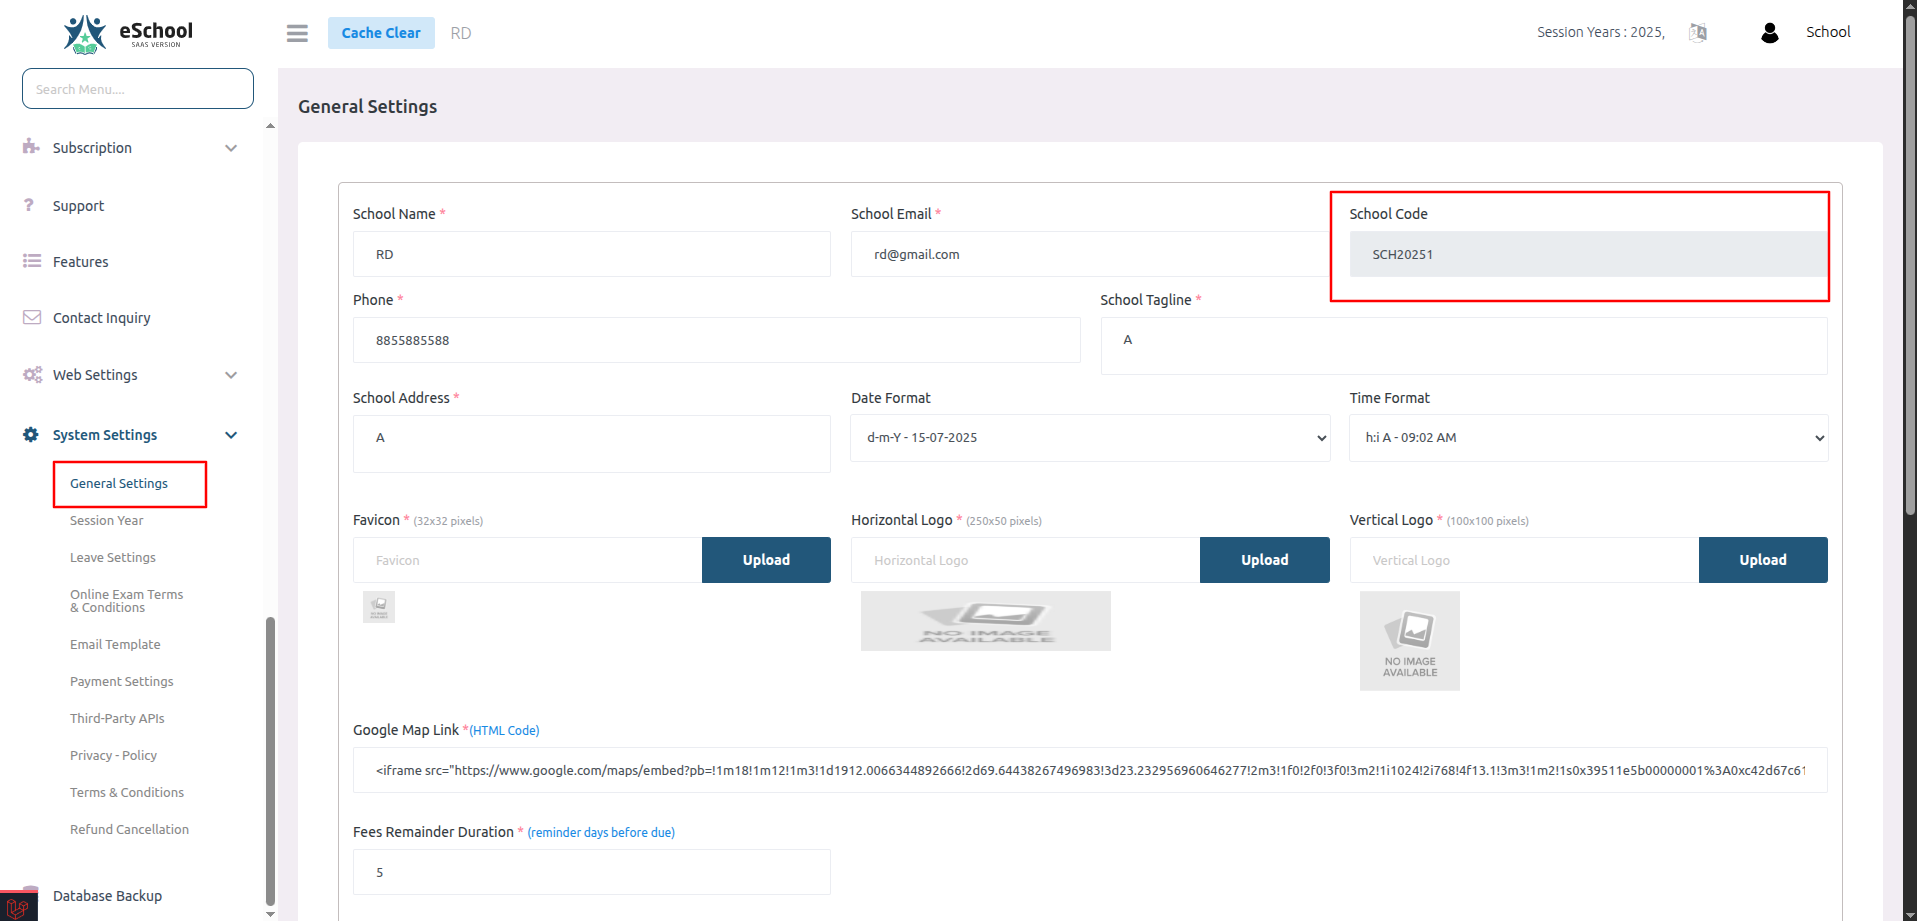 eSchool
SAAS VERSION
Cache Clear
RD
Session Years : 2025,
School
Search Menu....
Subscription
Support
Features
Contact Inquiry
Web Settings
System Settings
General Settings
Session Year
Leave Settings
Online Exam Terms
& Conditions
Email Template
Payment Settings
Third-Party APIs
Privacy - Policy
Terms & Conditions
Refund Cancellation
Database Backup
General Settings
School Name *
School Email *
School Code
RD
rd@gmail.com
SCH20251
Phone *
School Tagline *
8855885588
A
School Address *
Date Format
Time Format
A
d-m-Y - 15-07-2025
h:i A - 09:02 AM
Favicon * (32x32 pixels)
Horizontal Logo * (250x50 pixels)
Vertical Logo * (100x100 pixels)
Favicon
Upload
Horizontal Logo
Upload
Vertical Logo
Upload
NO IMAGE
AVAILABLE
NO IMAGE
AVAILABLE
NO IMAGE
AVAILABLE
Google Map Link *(HTML Code)
<iframe src="https://www.google.com/maps/embed?pb=!1m18!1m12!1m3!1d1912.0066344892666!2d69.64438267496983!3d23.232956960646277!2m3!1f0!2f0!3f0!3m2!1i1024!2i768!4f13.1!3m3!1m2!1s0x39511e5b00000001%3A0xc42d67c61
Fees Remainder Duration * (reminder days before due)
5